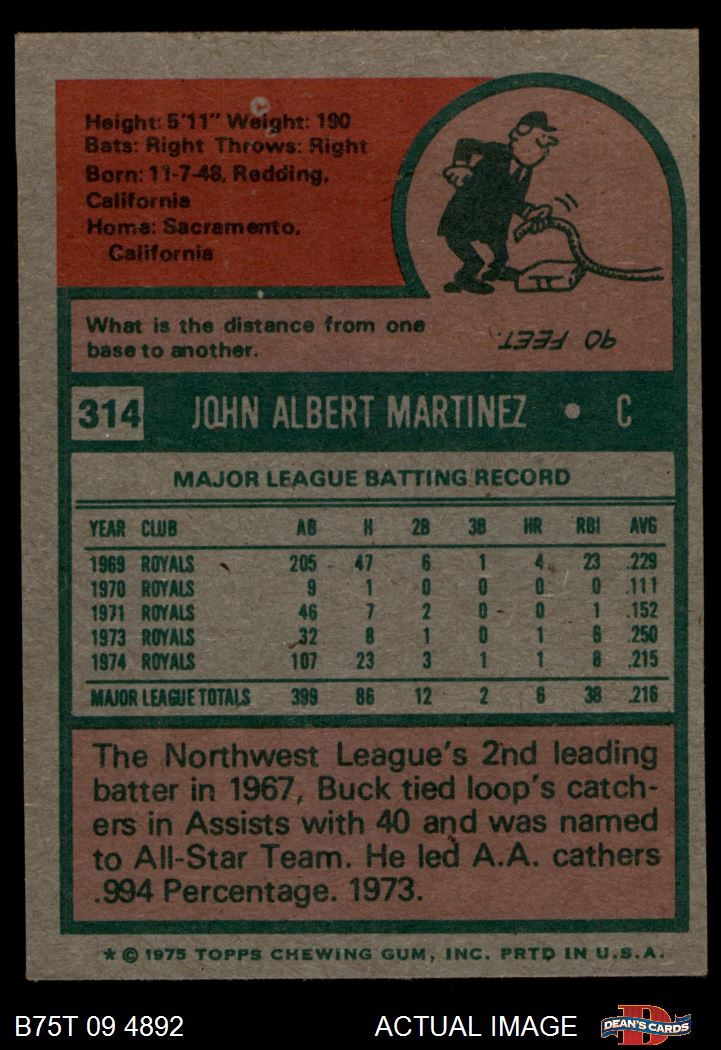 Height: 5'11" Weight: 190
Bats: Right Throws: Right
Born: 11-7-48, Redding,
California
Home: Sacramento,
California
What is the distance from one
base to another.
90 FEET.
314 JOHN ALBERT MARTINEZ • C
MAJOR LEAGUE BATTING RECORD
YEAR CLUB AB H 2B 3B HR RBI AVG
1969 ROYALS 205 47 6 1 4 23 .229
1970 ROYALS 9 1 0 0 0 0 .111
1971 ROYALS 46 7 2 0 0 1 .152
1973 ROYALS 32 8 1 0 1 6 .250
1974 ROYALS 107 23 3 1 1 8 .215
MAJOR LEAGUE TOTALS 399 86 12 2 6 38 .216
The Northwest League's 2nd leading
batter in 1967, Buck tied loop's catch-
ers in Assists with 40 and was named
to All-Star Team. He led A.A. cathers
.994 Percentage. 1973.
* © 1975 TOPPS CHEWING GUM, INC. PRTD IN U.S.A.
B75T 09 4892 ACTUAL IMAGE D DEAN'S CARDS